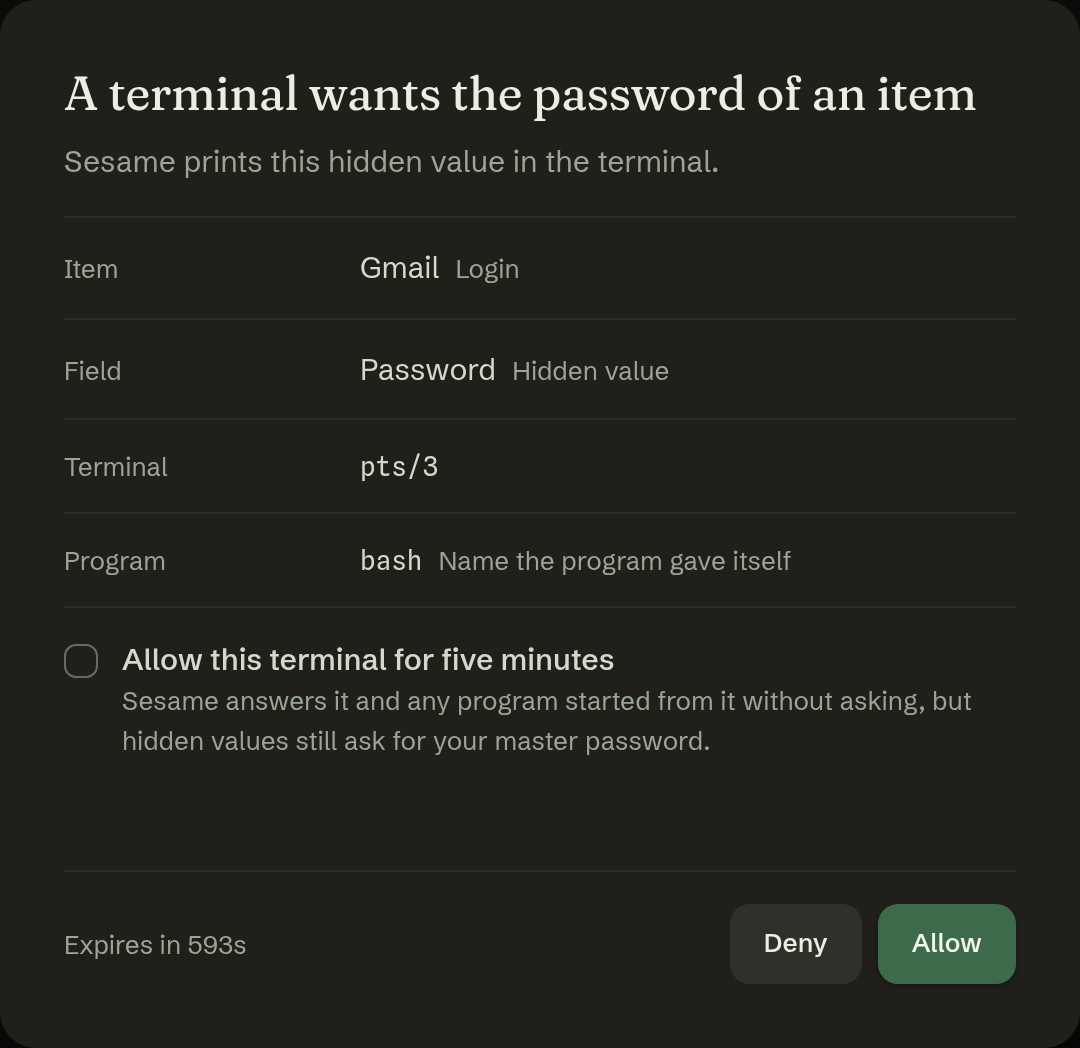 A terminal wants the password of an item
Sesame prints this hidden value in the terminal.
Item Gmail Login
Field Password Hidden value
Terminal pts/3
Program bash Name the program gave itself
Allow this terminal for five minutes
Sesame answers it and any program started from it without asking, but
hidden values still ask for your master password.
Expires in 593s Deny Allow